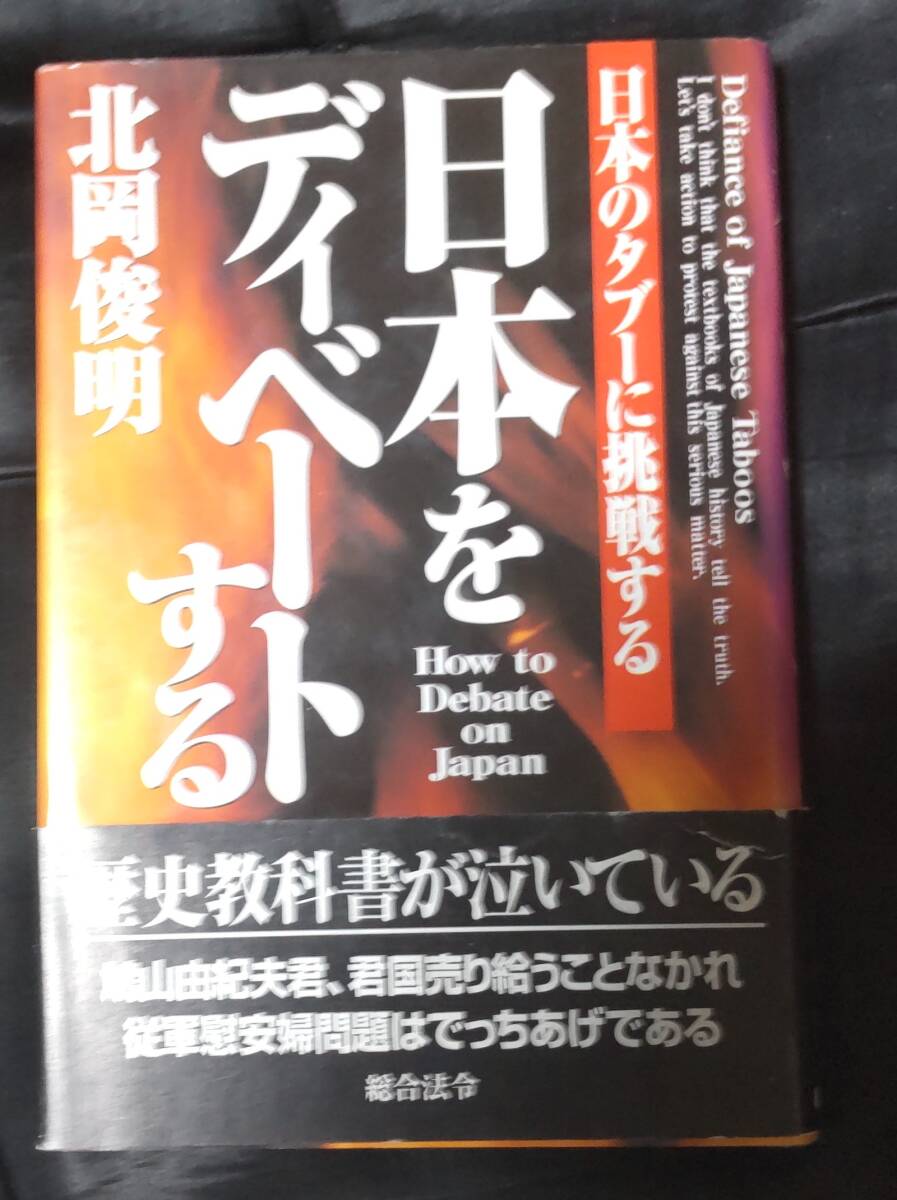 Defiance of Japanese Taboos
I don't think that the textbooks of Japanese history tell the truth.
Let's take action to protest against this serious matter.
日本のタブーに挑戦する
日本を
ディベート
する
How to
Debate
on
Japan
北岡俊明
歴史教科書が泣いている
鳩山由紀夫君、君国売り給うことなかれ
従軍慰安婦問題はでっちあげである
総合法令